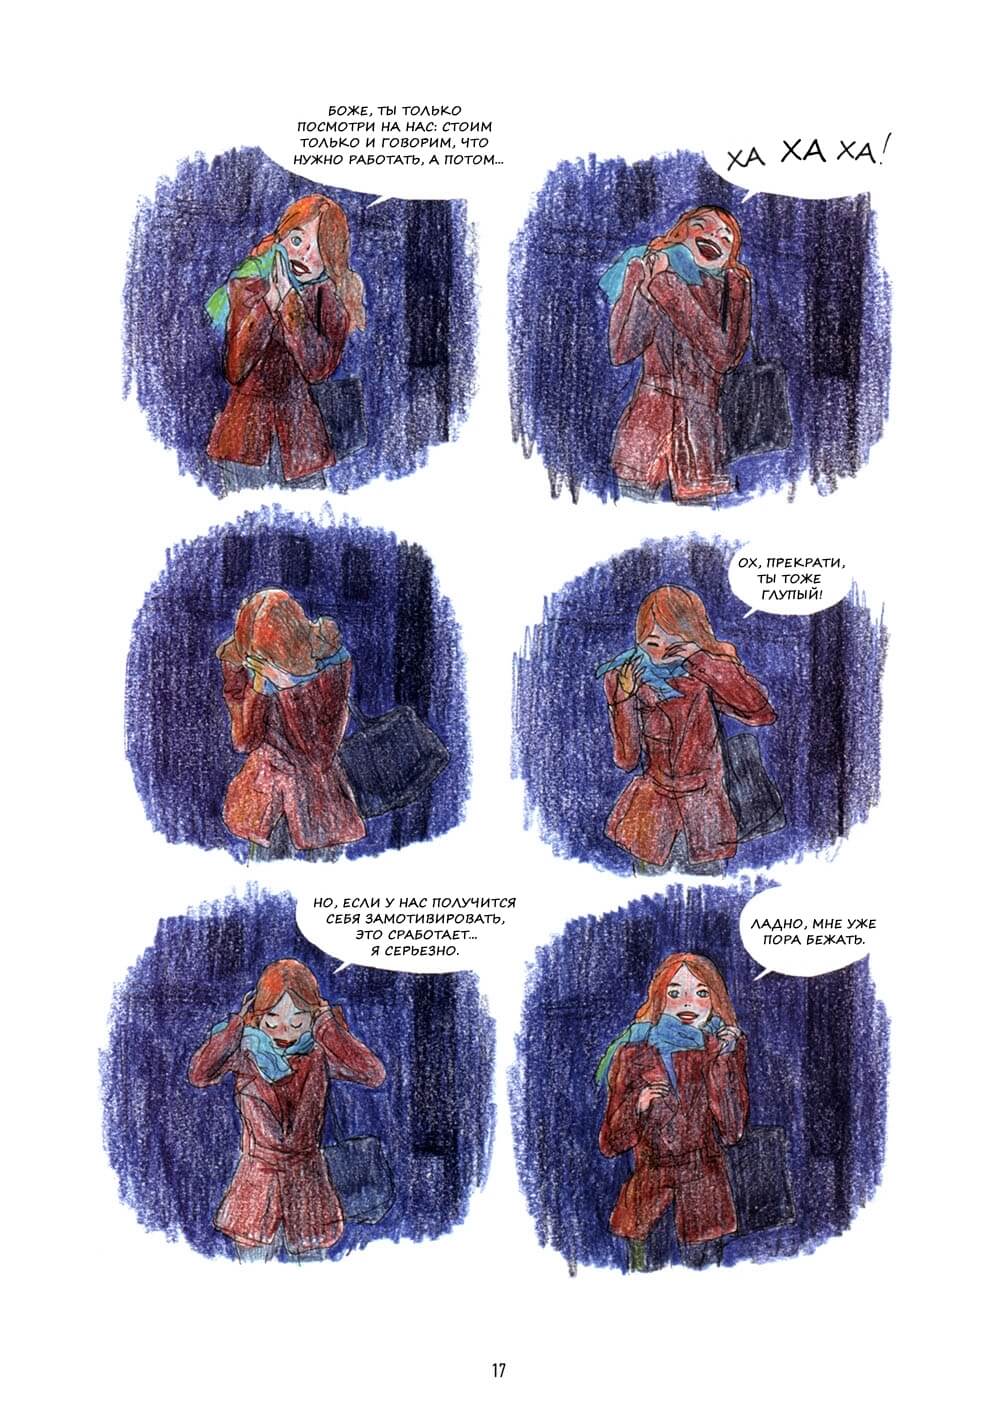 БОЖЕ, ТЫ ТОЛЬКО
ПОСМОТРИ НА НАС: СТОИМ
ТОЛЬКО И ГОВОРИМ, ЧТО
НУЖНО РАБОТАТЬ, А ПОТОМ...
ХА ХА ХА!
ОХ, ПРЕКРАТИ,
ТЫ ТОЖЕ
ГЛУПЫЙ!
НО, ЕСЛИ У НАС ПОЛУЧИТСЯ
СЕБЯ ЗАМОТИВИРОВАТЬ,
ЭТО СРАБОТАЕТ...
Я СЕРЬЕЗНО.
ЛАДНО, МНЕ УЖЕ
ПОРА БЕЖАТЬ.
17